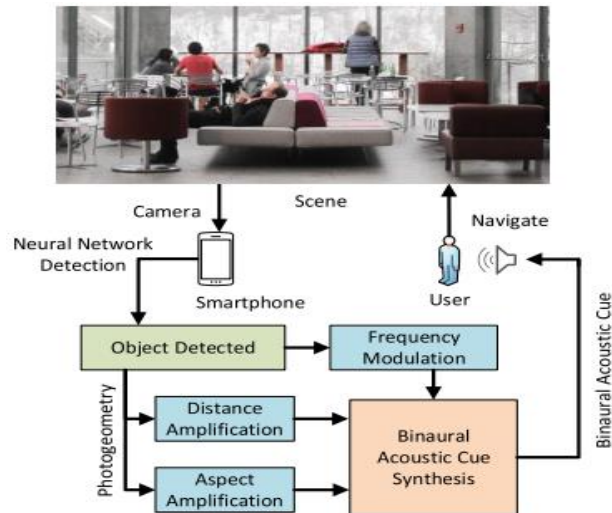 Camera
Scene
Navigate
Neural Network
Detection
Smartphone
User
Object Detected
Frequency
Modulation
Photogeometry
Distance
Amplification
Aspect
Amplification
Binaural
Acoustic Cue
Synthesis
Binaural Acoustic Cue